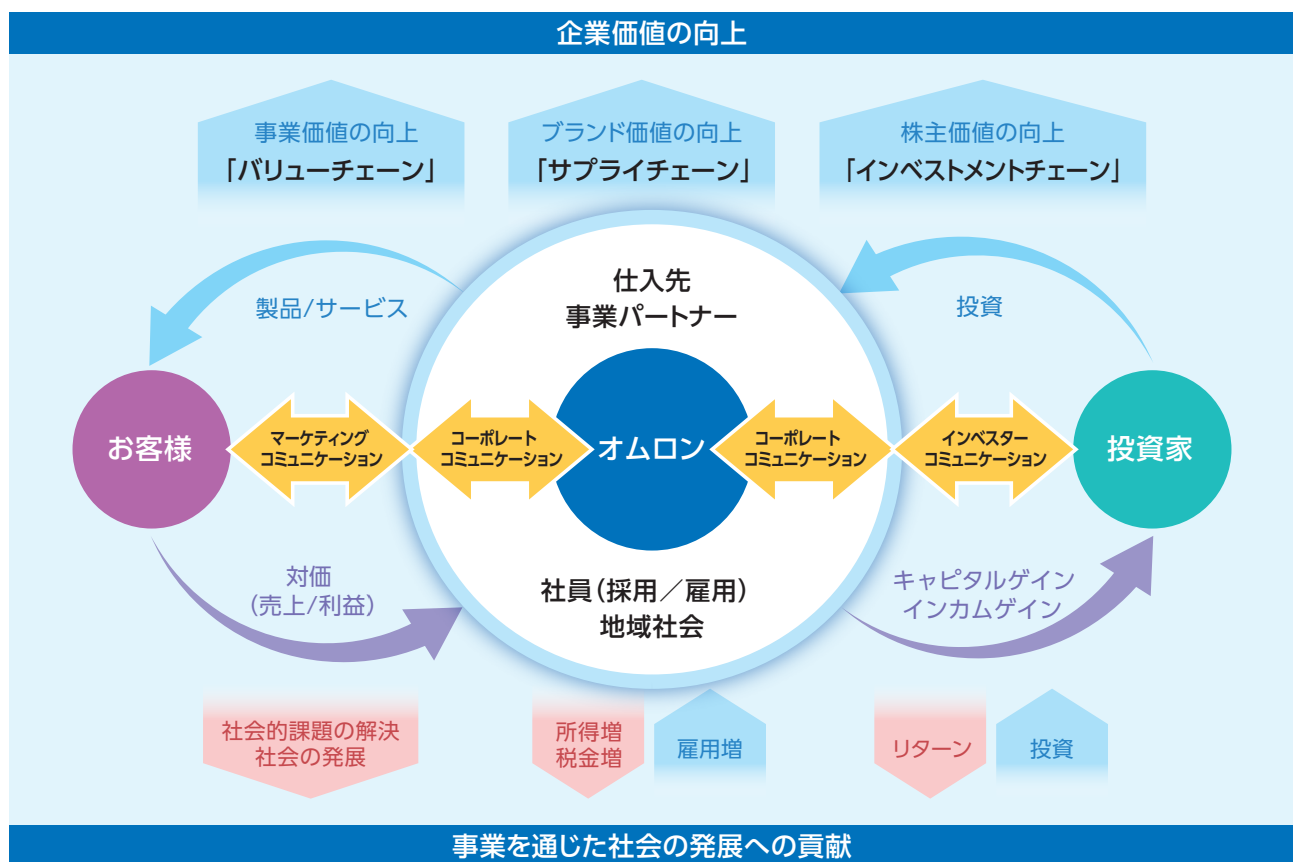 企業価値の向上
事業価値の向上
「バリューチェーン」
ブランド価値の向上
「サプライチェーン」
株主価値の向上
「インベストメントチェーン」
製品/サービス
仕入先
事業パートナー
投資
お客様
マーケティング
コミュニケーション
コーポレート
コミュニケーション
オムロン
コーポレート
コミュニケーション
インベスター
コミュニケーション
投資家
対価
(売上/利益)
社員(採用／雇用)
地域社会
キャピタルゲイン
インカムゲイン
社会的課題の解決
社会の発展
所得増
税金増
雇用増
リターン
投資
事業を通じた社会の発展への貢献